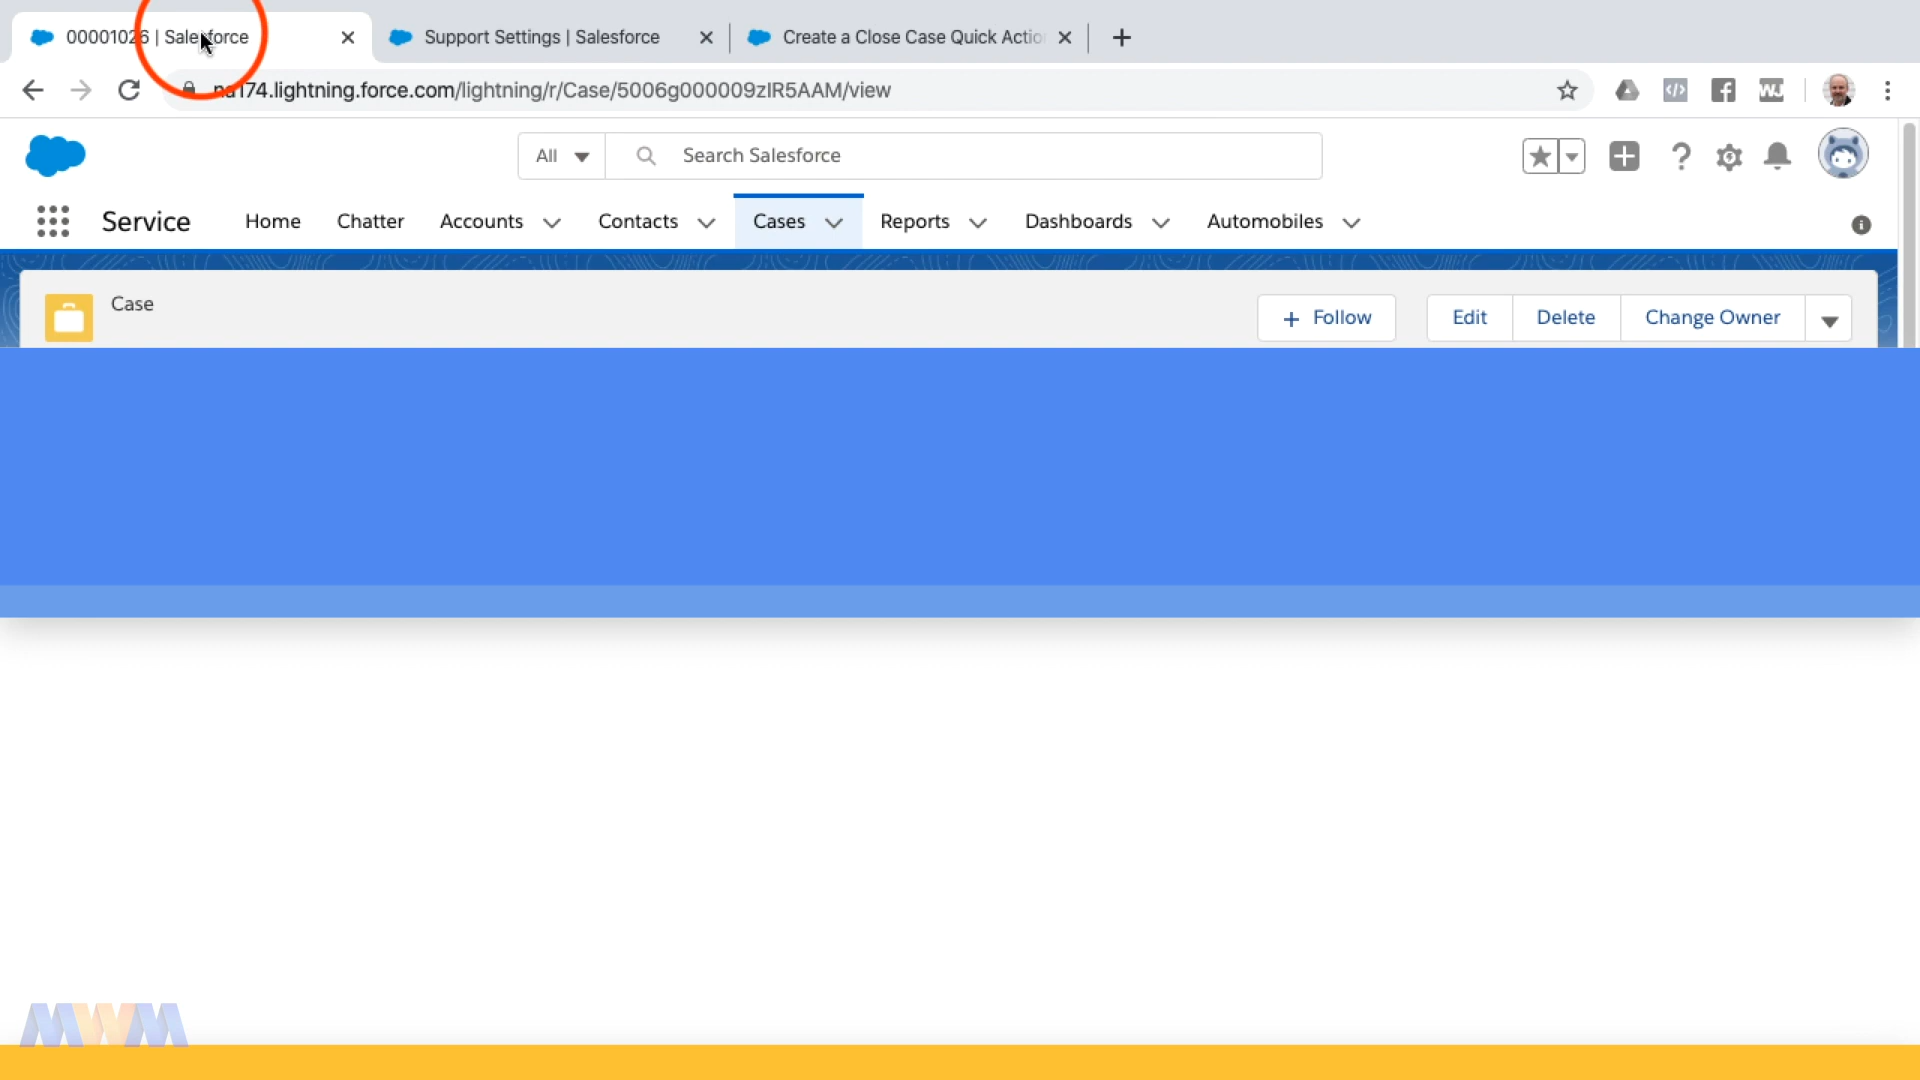 00001026 | Salesforce
Support Settings | Salesforce
Create a Close Case Quick Actio
na174.lightning.force.com/lightning/r/Case/5006g000009zIR5AAM/view
All
Search Salesforce
Service
Home
Chatter
Accounts
Contacts
Cases
Reports
Dashboards
Automobiles
Case
+ Follow
Edit
Delete
Change Owner
MWM